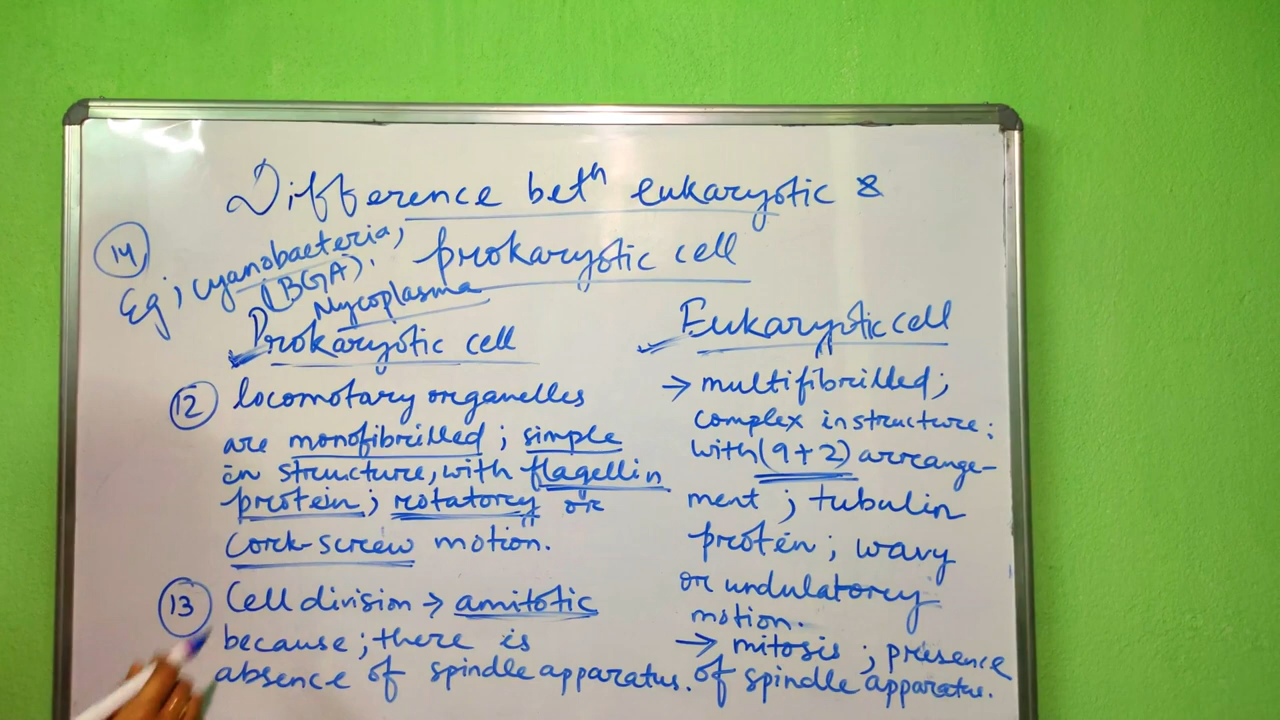 Difference betn eukaryotic &
prokaryotic cell
14
Eg; cyanobacteria,
(BGA).
Mycoplasma
Prokaryotic cell
12 locomotary organelles
are monofibrilled; simple
in structure, with flagellin
protein; rotatory or
Cork-screw motion.
13 Cell division → amitotic
because; there is
absence of spindle apparatus.
Eukaryotic cell
→ multifibrilled;
complex in structure;
with (9+2) arrange-
ment; tubulin
protein; wavy
or undulatory
motion.
→ mitosis; presence
of spindle apparatus.